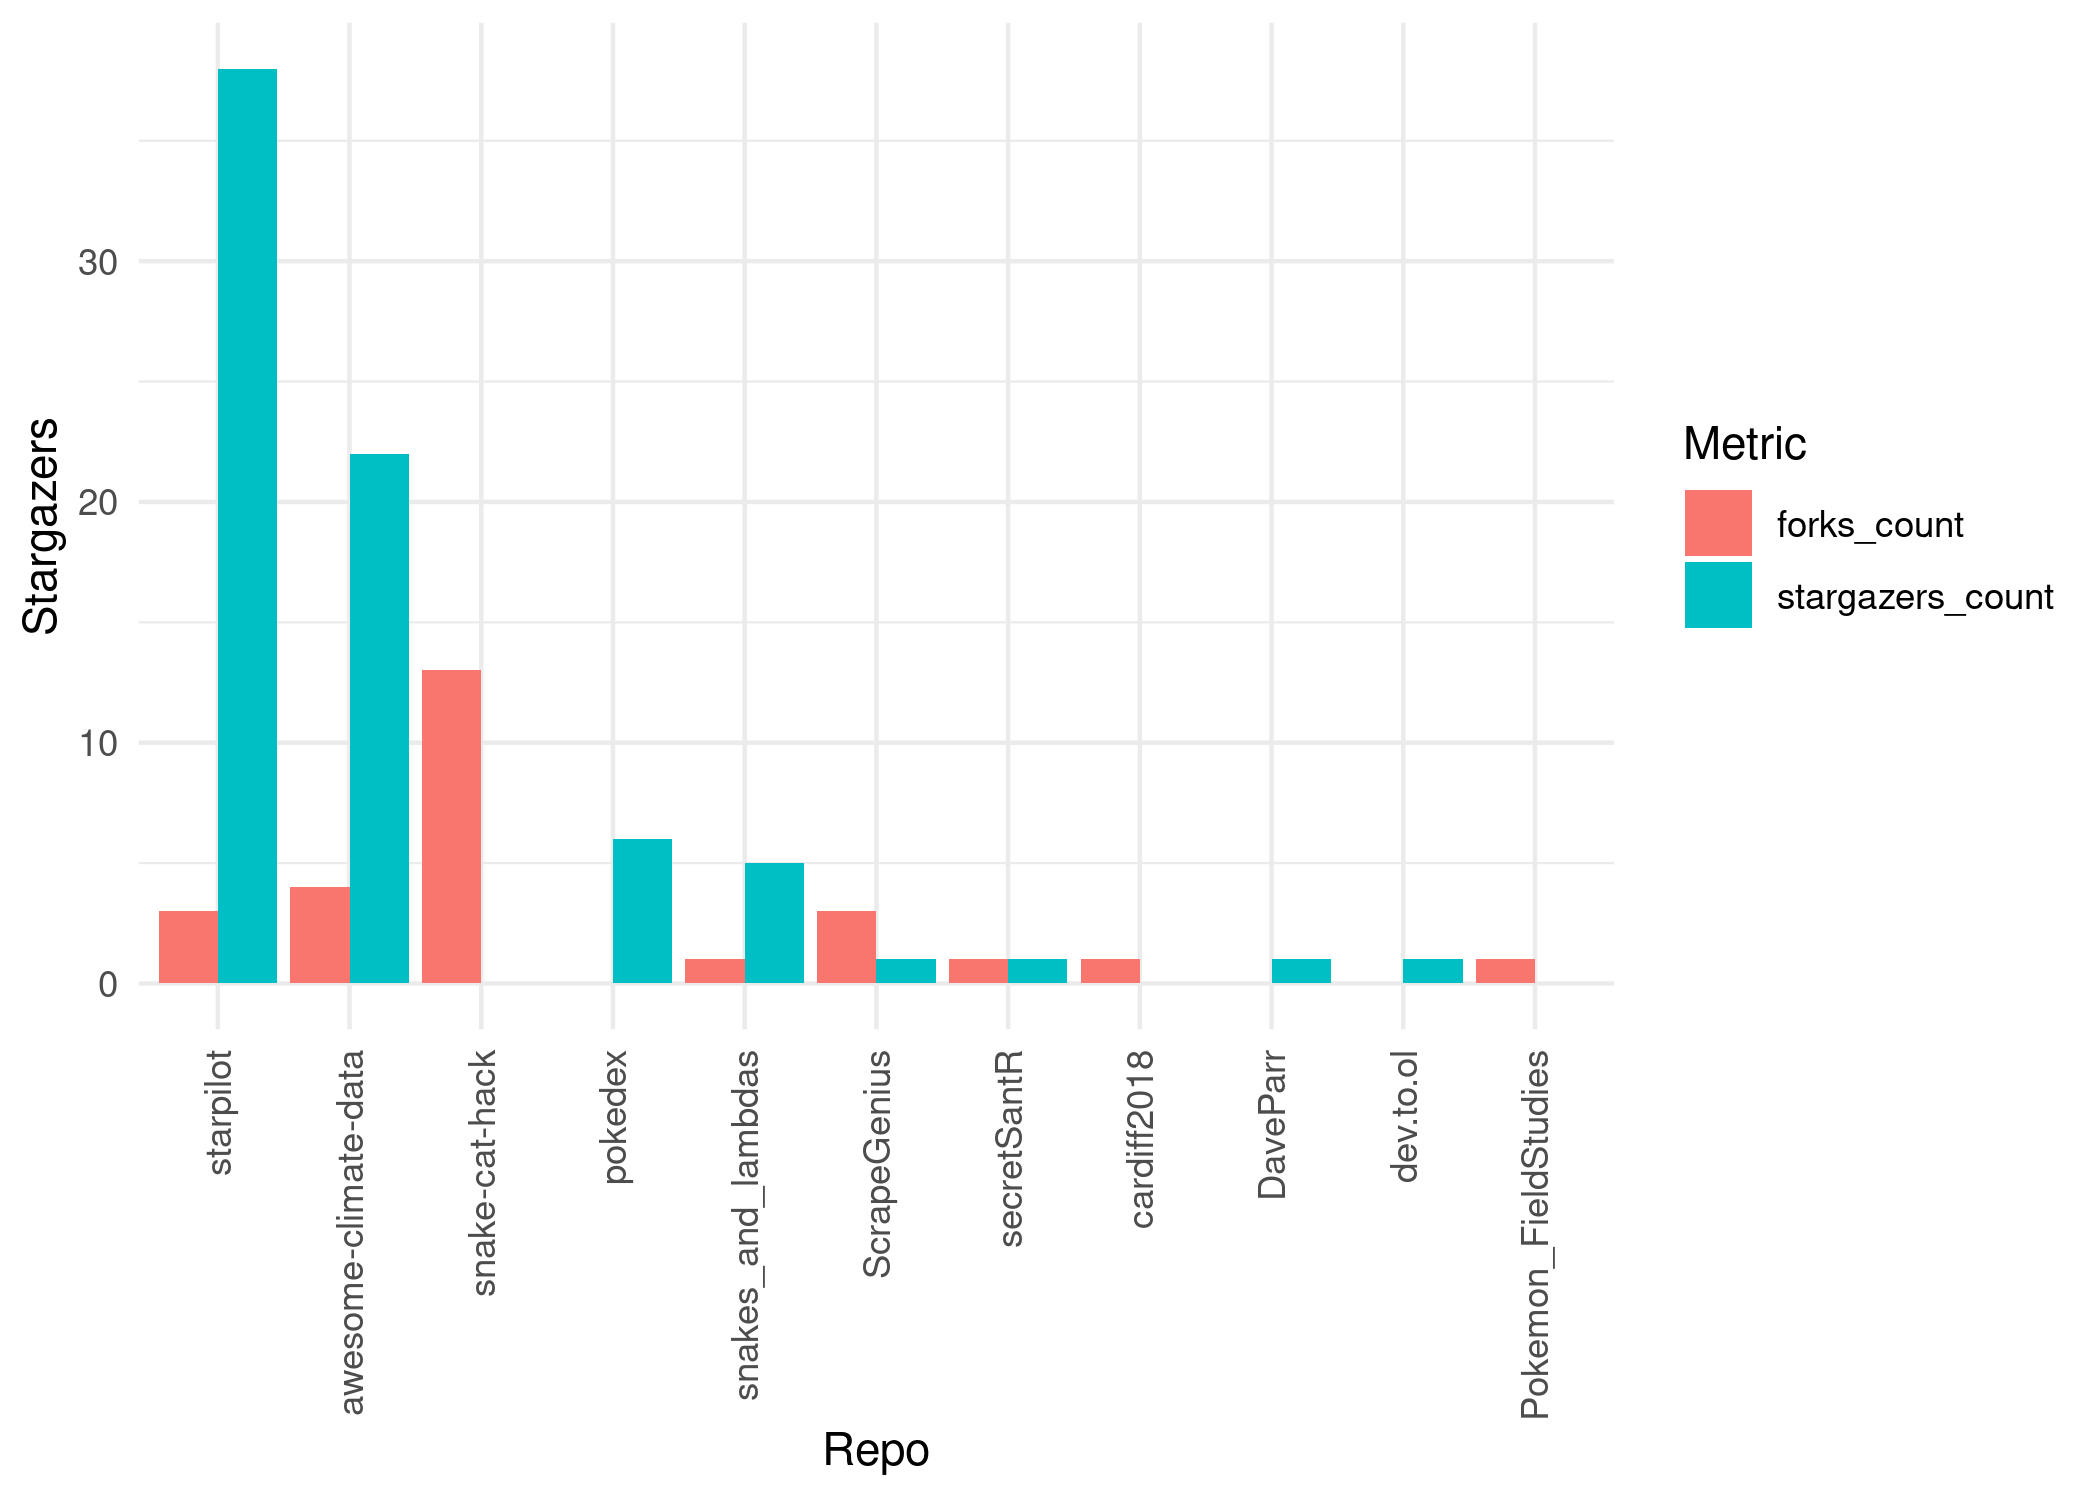 Stargazers
30
20
10
0
starpilot
awesome-climate-data
snake-cat-hack
pokedex
snakes_and_lambdas
ScrapeGenius
secretSantR
cardiff2018
DaveParr
dev.to.ol
Pokemon_FieldStudies
Repo
Metric
forks_count
stargazers_count